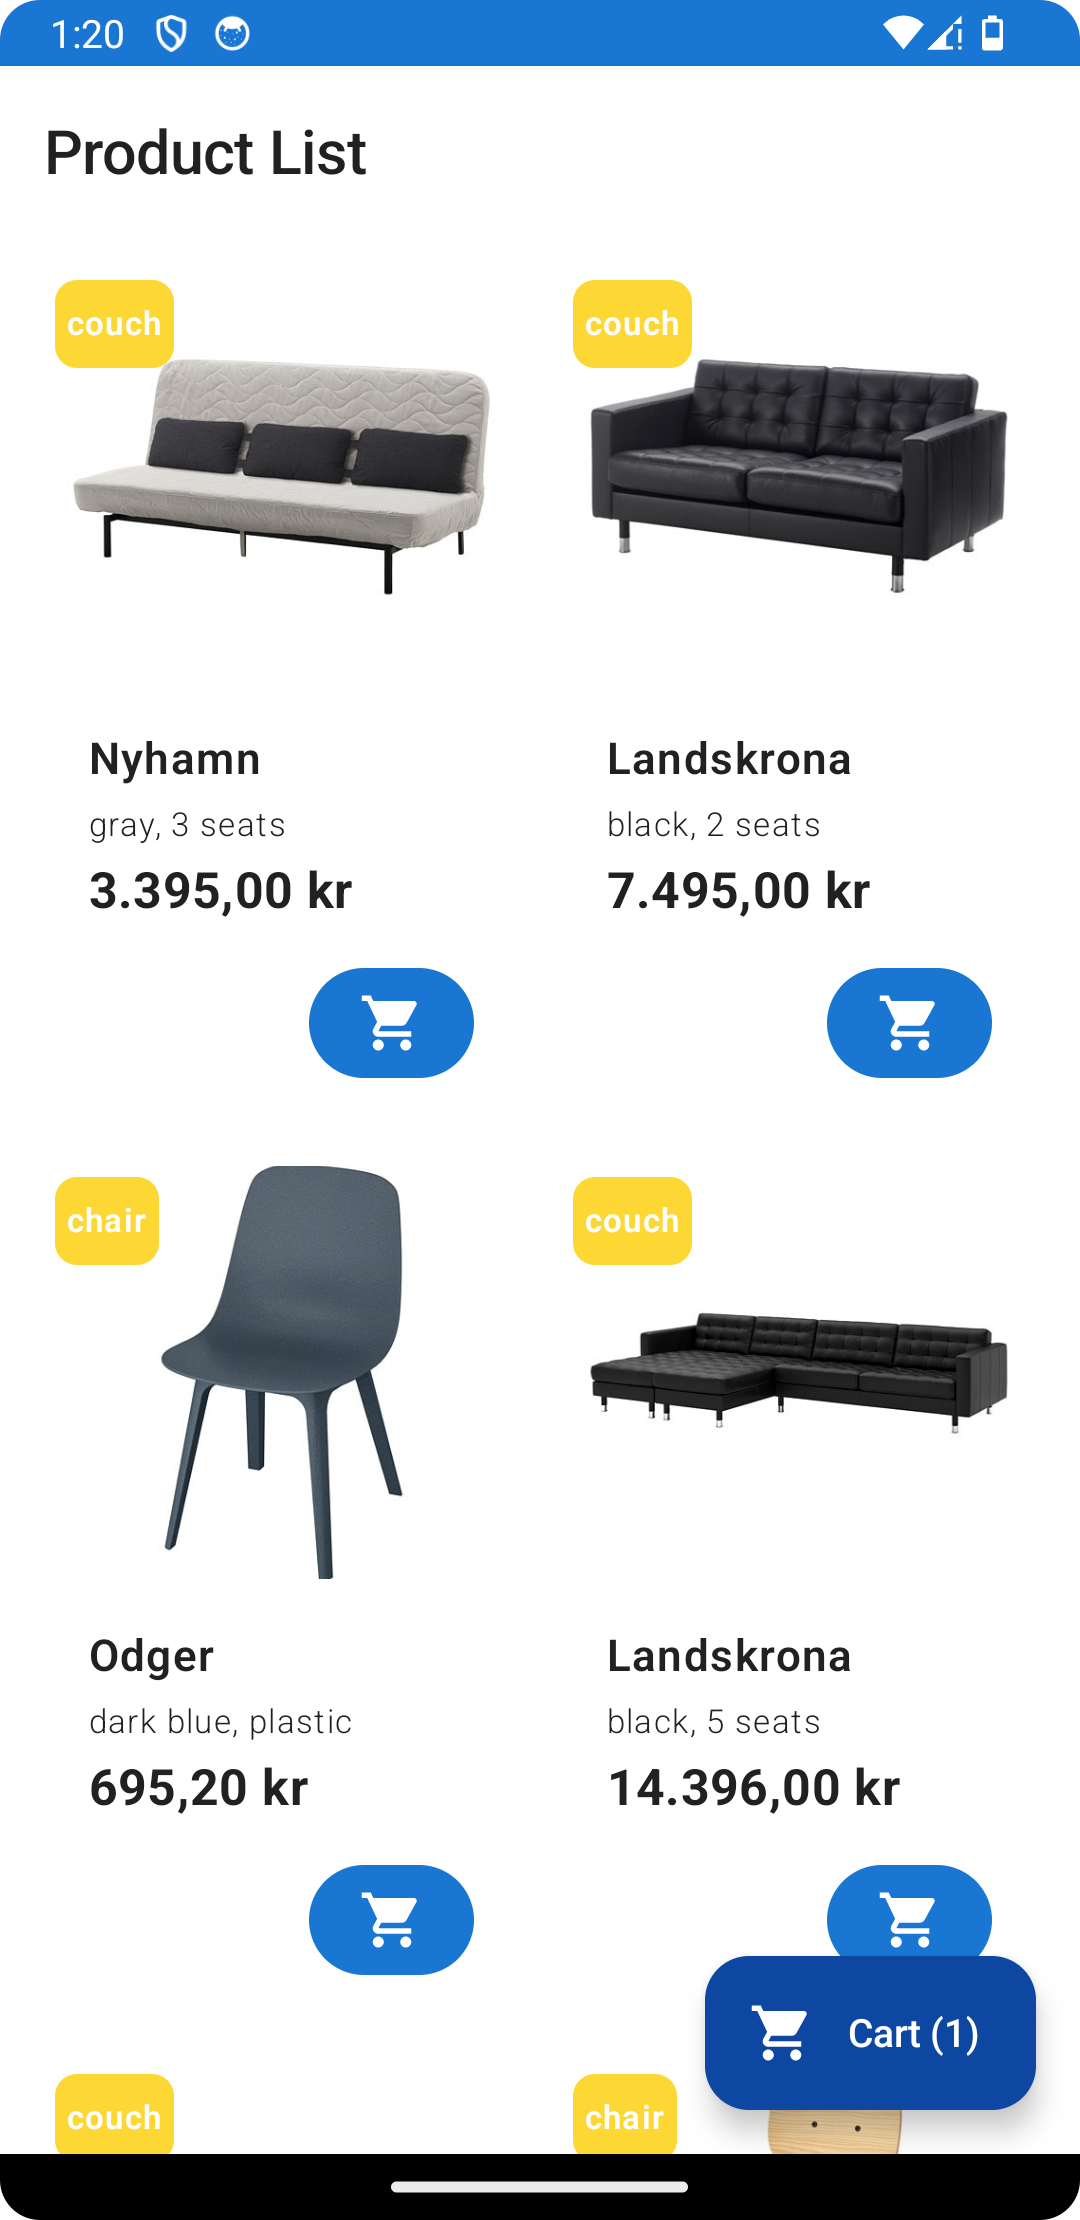 1:20
Product List
couch
couch
Nyhamn
gray, 3 seats
3.395,00 kr
Landskrona
black, 2 seats
7.495,00 kr
chair
couch
Odger
dark blue, plastic
695,20 kr
Landskrona
black, 5 seats
14.396,00 kr
Cart (1)
couch
chair